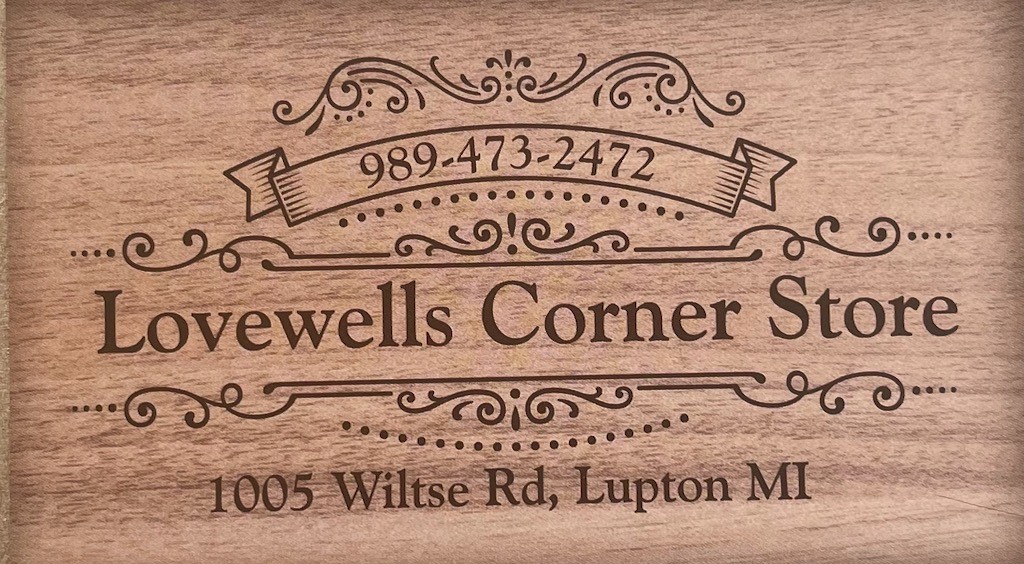 989-473-2472
Lovewells Corner Store
1005 Wiltse Rd, Lupton MI